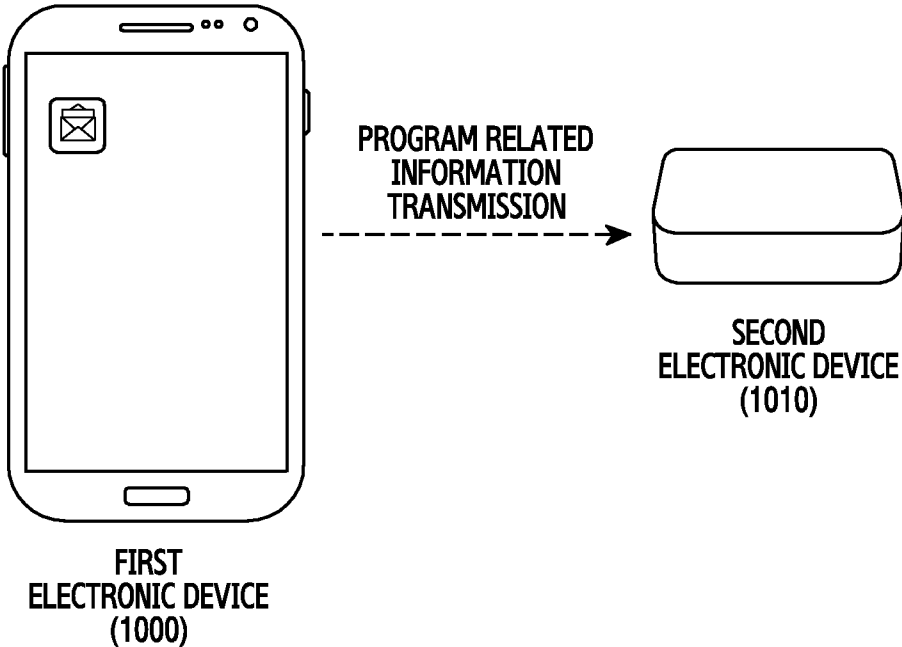 PROGRAM RELATED
INFORMATION
TRANSMISSION
SECOND
ELECTRONIC DEVICE
(1010)
FIRST
ELECTRONIC DEVICE
(1000)